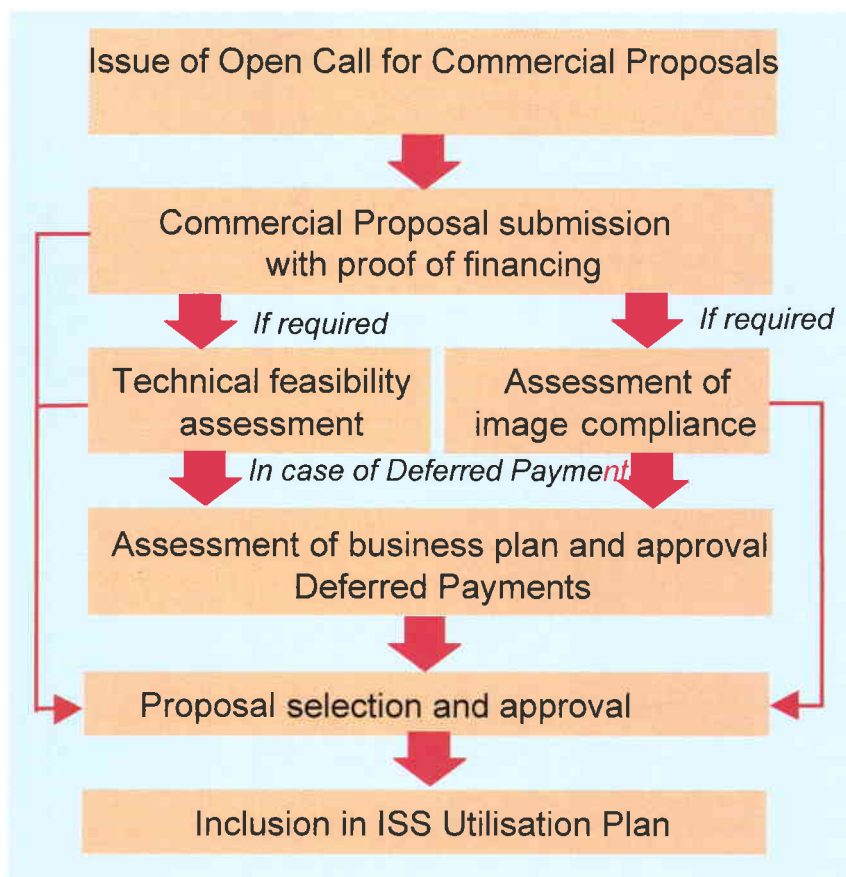 Issue of Open Call for Commercial Proposals
Commercial Proposal submission
with proof of financing
If required
If required
Technical feasibility
assessment
Assessment of
image compliance
In case of Deferred Payment
Assessment of business plan and approval
Deferred Payments
Proposal selection and approval
Inclusion in ISS Utilisation Plan